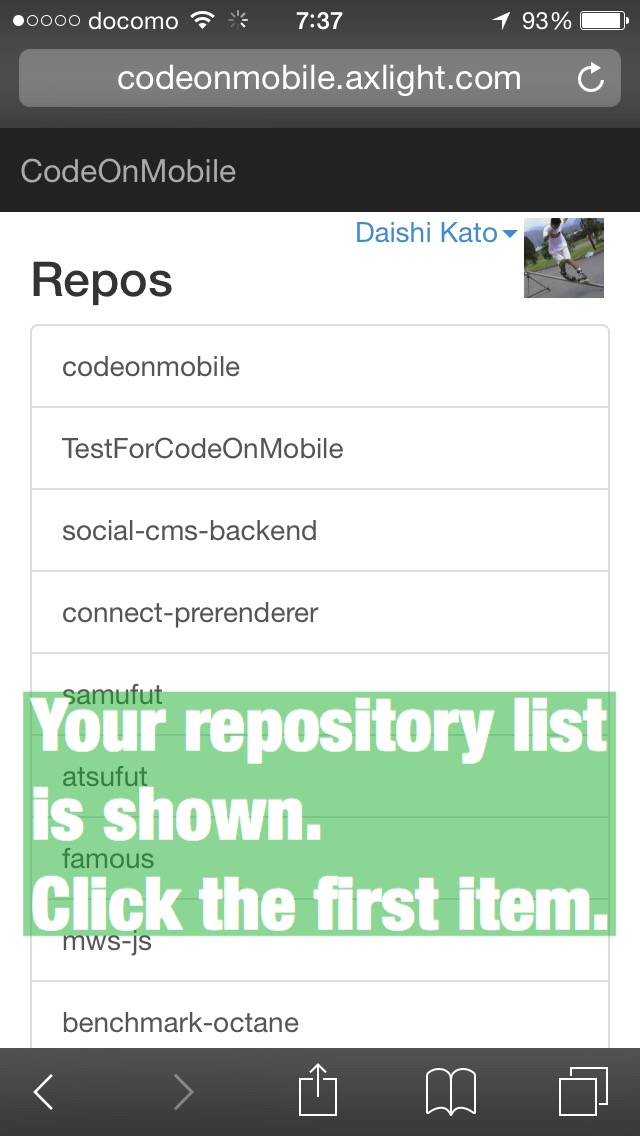 docomo 7:37 93%
codeonmobile.axlight.com
CodeOnMobile
Daishi Kato
Repos
codeonmobile
TestForCodeOnMobile
social-cms-backend
connect-prerenderer
samufut
Your repository list
atsufut
is shown.
famous
Click the first item.
mws-js
benchmark-octane